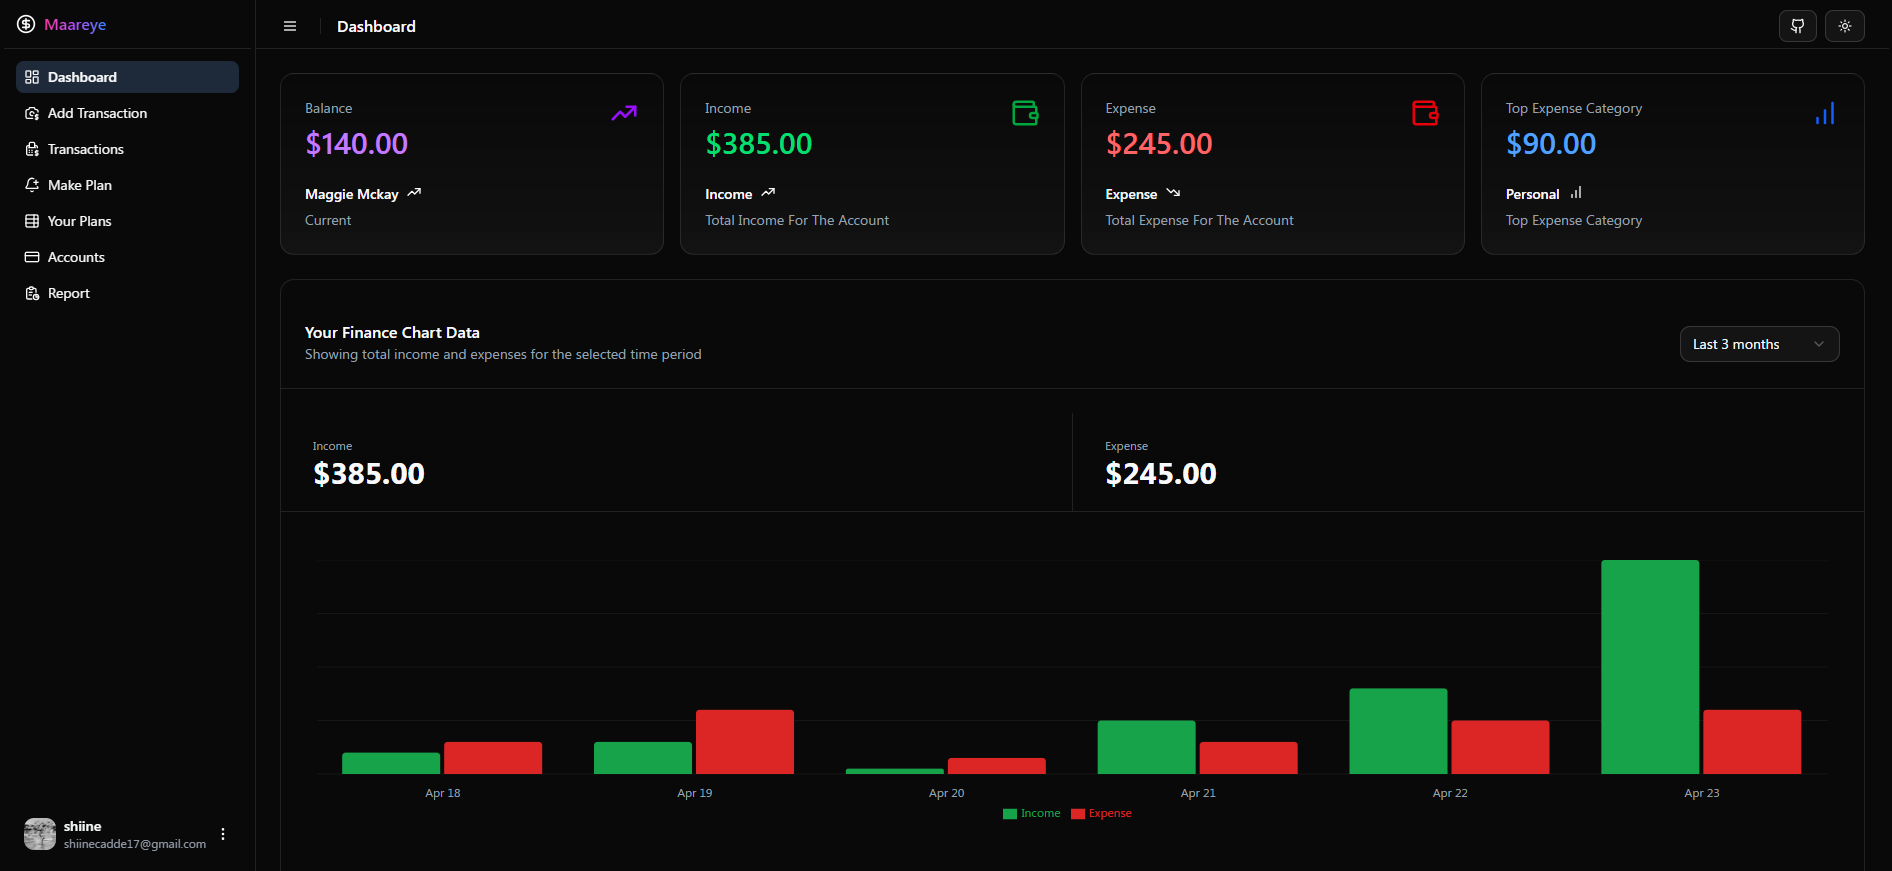 Maareye
Dashboard
Add Transaction
Transactions
Make Plan
Your Plans
Accounts
Report
shiine
shiinecadde17@gmail.com
Dashboard
Balance
$140.00
Maggie Mckay
Current
Income
$385.00
Income
Total Income For The Account
Expense
$245.00
Expense
Total Expense For The Account
Top Expense Category
$90.00
Personal
Top Expense Category
Your Finance Chart Data
Showing total income and expenses for the selected time period
Last 3 months
Income
$385.00
Expense
$245.00
Apr 18 Apr 19 Apr 20 Apr 21 Apr 22 Apr 23
Income Expense